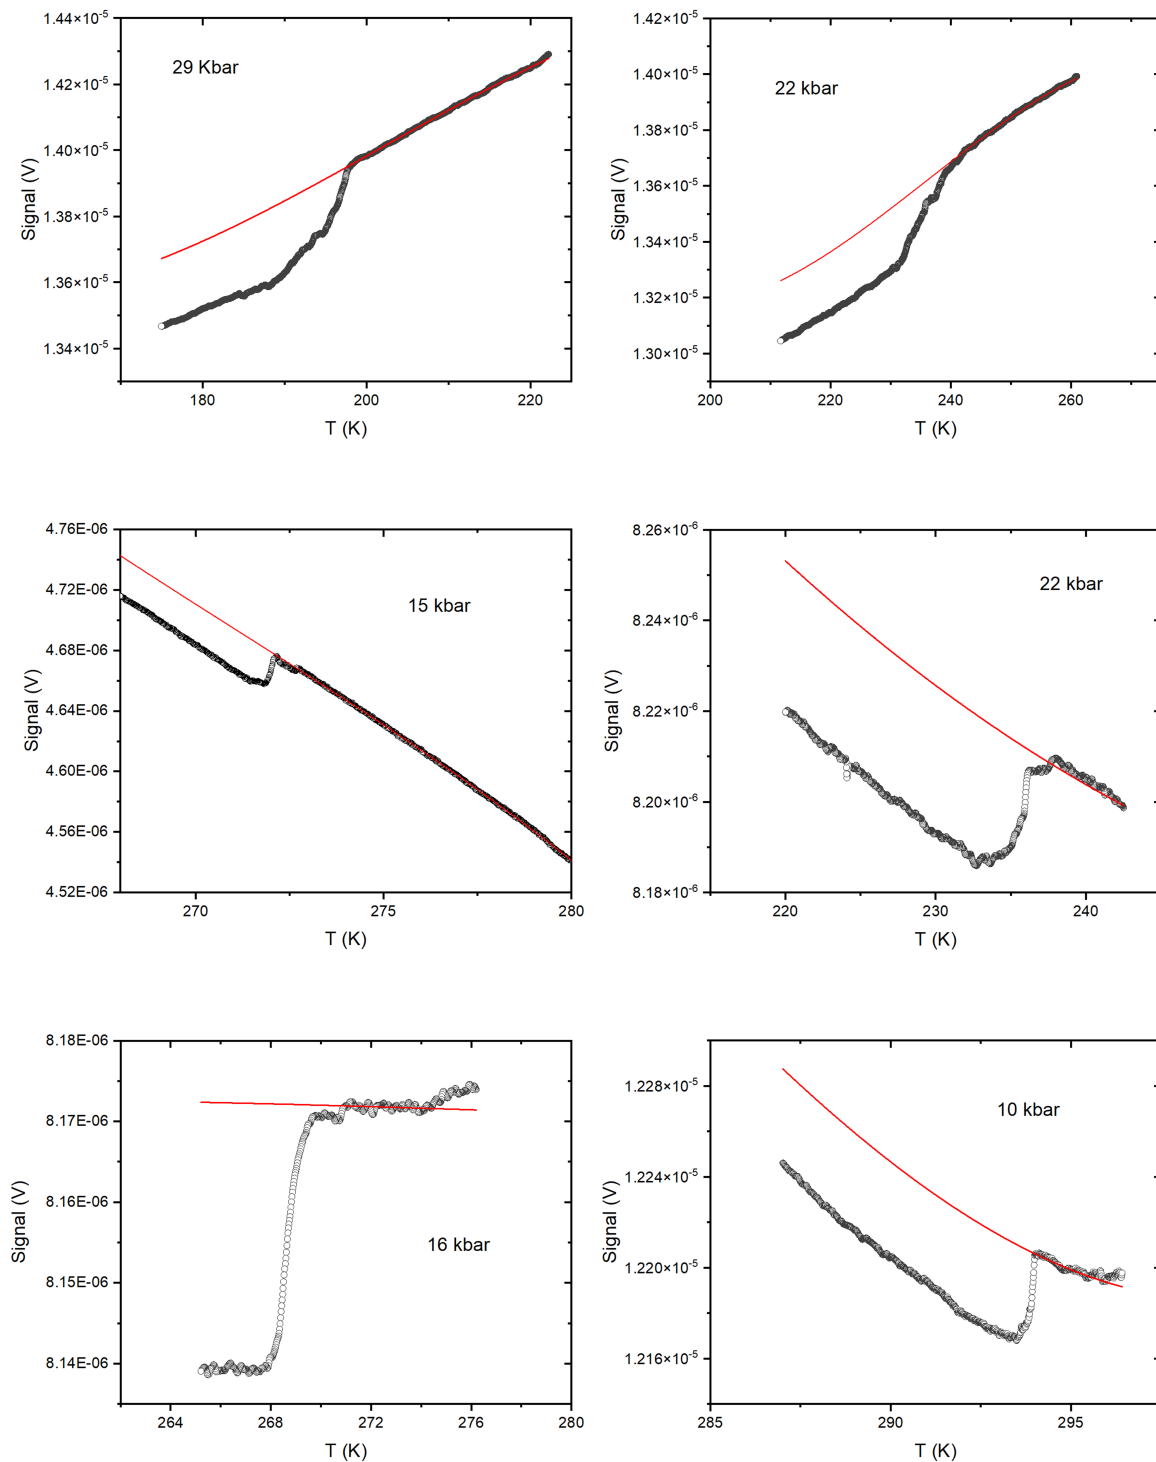 1.44×10⁻⁵
1.42×10⁻⁵
1.40×10⁻⁵
1.38×10⁻⁵
1.36×10⁻⁵
1.34×10⁻⁵
Signal (V)
29 Kbar
180
200
220
T (K)
1.42×10⁻⁵
1.40×10⁻⁵
1.38×10⁻⁵
1.36×10⁻⁵
1.34×10⁻⁵
1.32×10⁻⁵
1.30×10⁻⁵
Signal (V)
22 kbar
200
220
240
260
T (K)
4.76E-06
4.72E-06
4.68E-06
4.64E-06
4.60E-06
4.56E-06
4.52E-06
Signal (V)
15 kbar
270
275
280
T (K)
8.26×10⁻⁶
8.24×10⁻⁶
8.22×10⁻⁶
8.20×10⁻⁶
8.18×10⁻⁶
Signal (V)
22 kbar
220
230
240
T (K)
8.18E-06
8.17E-06
8.16E-06
8.15E-06
8.14E-06
Signal (V)
16 kbar
264
268
272
276
280
T (K)
1.228×10⁻⁵
1.224×10⁻⁵
1.220×10⁻⁵
1.216×10⁻⁵
Signal (V)
10 kbar
285
290
295
T (K)